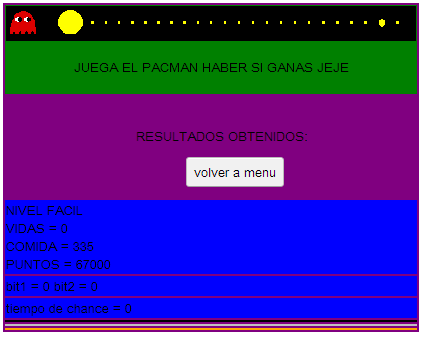 JUEGA EL PACMAN HABER SI GANAS JEJE
RESULTADOS OBTENIDOS:
volver a menu
NIVEL FACIL
VIDAS = 0
COMIDA = 335
PUNTOS = 67000
bit1 = 0 bit2 = 0
tiempo de chance = 0